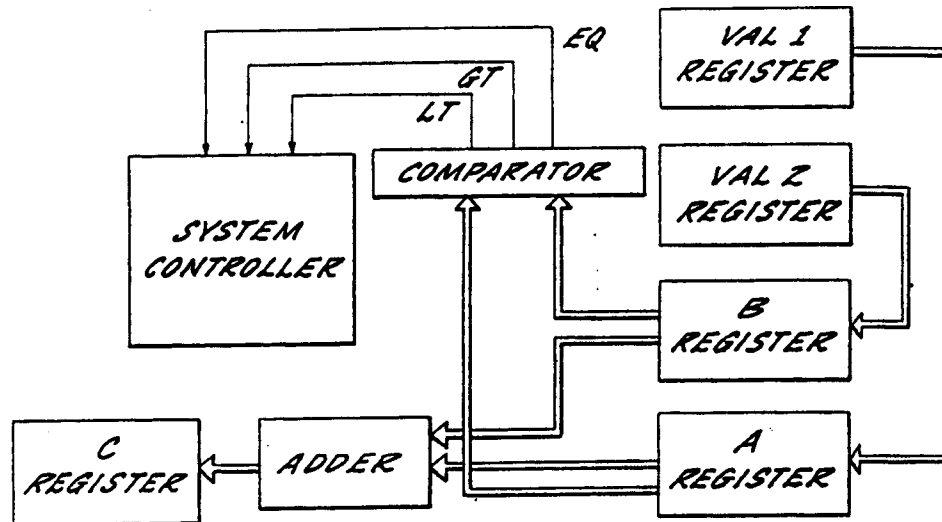 EQ
GT
LT
VAL 1
REGISTER
COMPARATOR
VAL 2
REGISTER
SYSTEM
CONTROLLER
B
REGISTER
C
REGISTER
ADDER
A
REGISTER